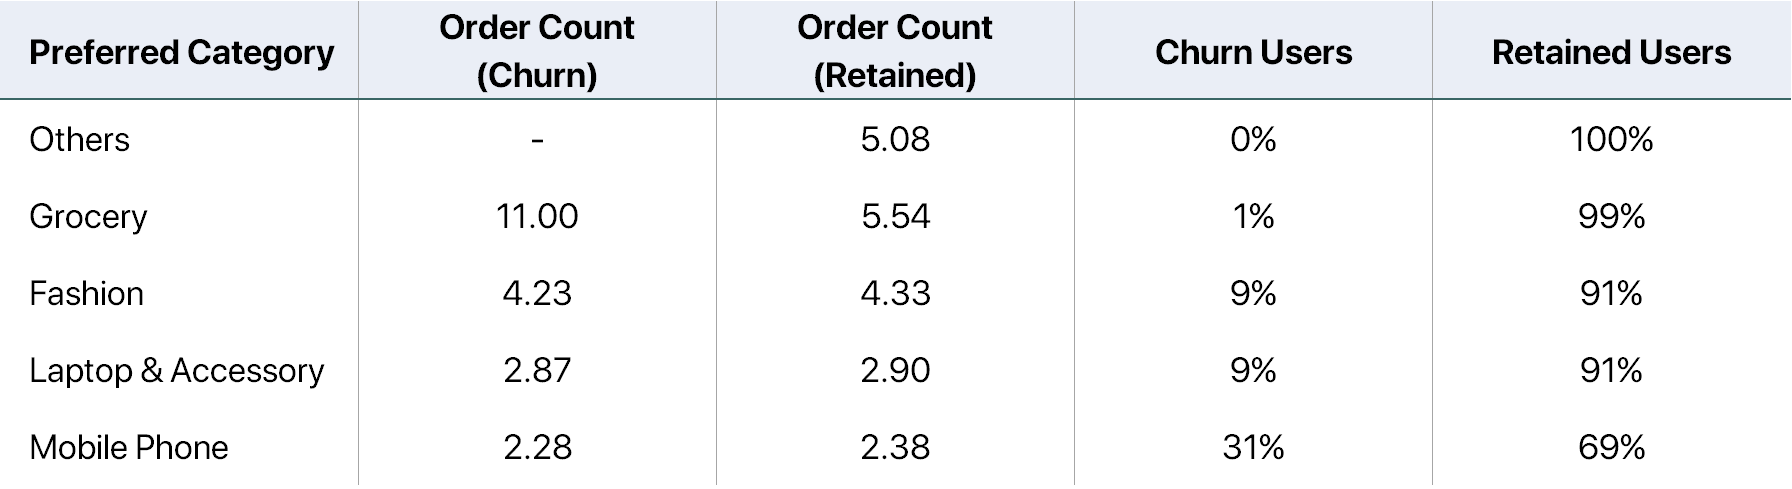 Preferred Category | Order Count (Churn) | Order Count (Retained) | Churn Users | Retained Users
Others | - | 5.08 | 0% | 100%
Grocery | 11.00 | 5.54 | 1% | 99%
Fashion | 4.23 | 4.33 | 9% | 91%
Laptop & Accessory | 2.87 | 2.90 | 9% | 91%
Mobile Phone | 2.28 | 2.38 | 31% | 69%